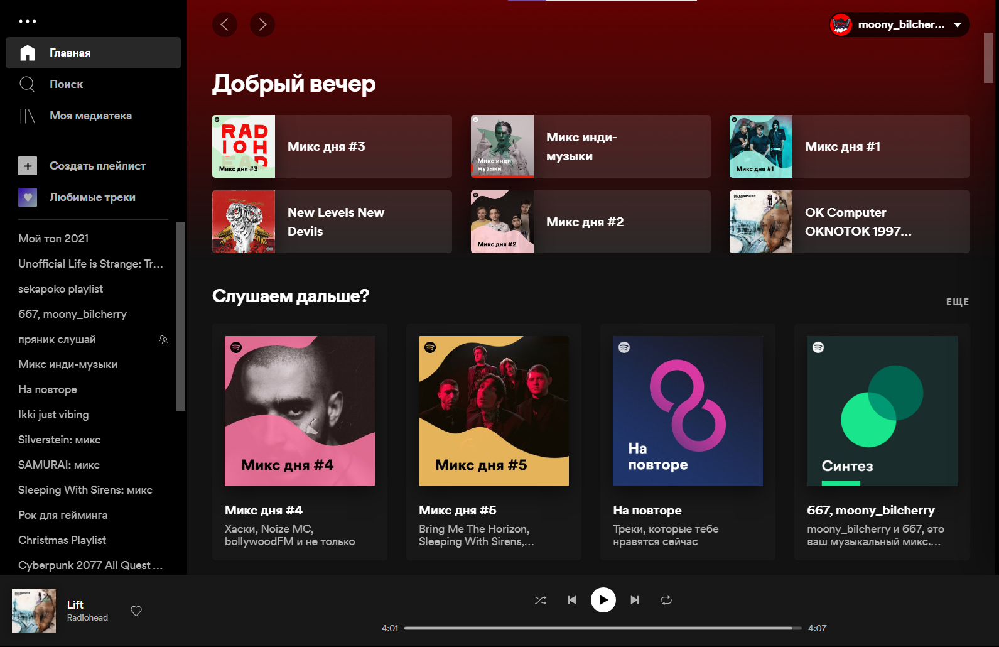 Главная
Поиск
Моя медиатека
Создать плейлист
Любимые треки
Мой топ 2021
Unofficial Life is Strange: Tr...
sekapoko playlist
667, moony_bilcherry
пряник слушай
Микс инди-музыки
На повторе
Ikki just vibing
Silverstein: микс
SAMURAI: микс
Sleeping With Sirens: микс
Рок для гейминга
Christmas Playlist
Cyberpunk 2077 All Quest ...
moony_bilcher...
Добрый вечер
RAD
IOH
EAD
Микс дня #3
Микс дня #3
Микс инди-
музыки
Микс инди-
музыки
Микс дня #1
Микс дня #1
New Levels New
Devils
Микс дня #2
Микс дня #2
OK COMPUTER
OK Computer
OKNOTOK 1997...
Слушаем дальше?
ЕЩЕ
Микс дня #4
Микс дня #4
Хаски, Noize MC,
bollywoodFM и не только
Микс дня #5
Микс дня #5
Bring Me The Horizon,
Sleeping With Sirens,...
На
повторе
На повторе
Треки, которые тебе
нравятся сейчас
Синтез
667, moony_bilcherry
moony_bilcherry и 667, это
ваш музыкальный микс....
OK COMPUTER
Lift
Radiohead
4:01
4:07